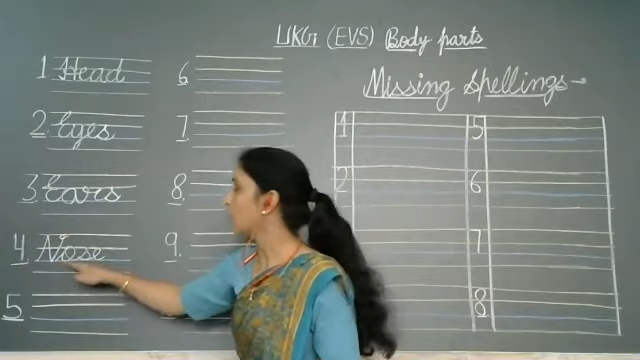 UKG (EVS) Body parts
1 Head
2. Eyes
3. Ears
4. Nose
5
6
7
8
9.
Missing Spellings-
1
2
5
6
7
8